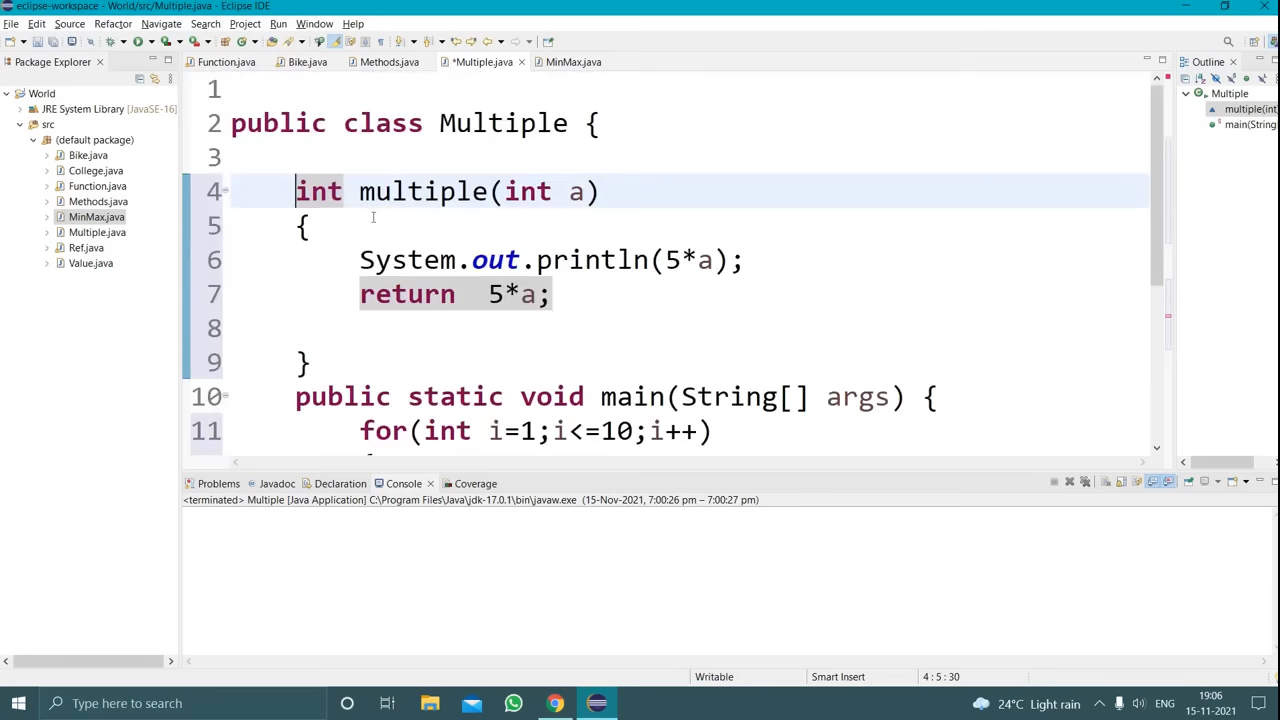 eclipse-workspace - World/src/Multiple.java - Eclipse IDE
File Edit Source Refactor Navigate Search Project Run Window Help
Package Explorer
Function.java Bike.java Methods.java *Multiple.java MinMax.java
Outline
World
JRE System Library [JavaSE-16]
src
(default package)
Bike.java
College.java
Function.java
Methods.java
MinMax.java
Multiple.java
Ref.java
Value.java
1
2 public class Multiple {
3
4 int multiple(int a)
5 {
6 System.out.println(5*a);
7 return  5*a;
8
9 }
10 public static void main(String[] args) {
11 for(int i=1;i<=10;i++)
Multiple
multiple(int
main(String
Problems Javadoc Declaration Console Coverage
<terminated> Multiple [Java Application] C:\Program Files\Java\jdk-17.0.1\bin\javaw.exe (15-Nov-2021, 7:00:26 pm – 7:00:27 pm)
Writable Smart Insert 4 : 5 : 30
Type here to search
24°C Light rain ENG 19:06
15-11-2021